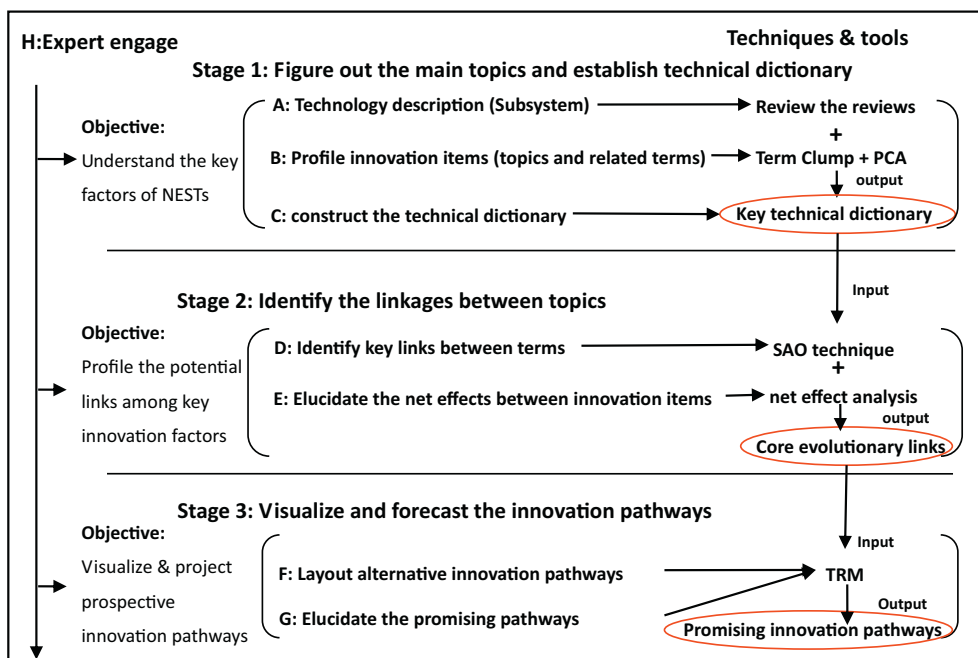 H:Expert engage
Techniques & tools
Stage 1: Figure out the main topics and establish technical dictionary
Objective:
Understand the key
factors of NESTs
A: Technology description (Subsystem)
Review the reviews
+
B: Profile innovation items (topics and related terms)
Term Clump + PCA
output
C: construct the technical dictionary
Key technical dictionary
Input
Stage 2: Identify the linkages between topics
Objective:
Profile the potential
links among key
innovation factors
D: Identify key links between terms
SAO technique
+
E: Elucidate the net effects between innovation items
net effect analysis
output
Core evolutionary links
Input
Stage 3: Visualize and forecast the innovation pathways
Objective:
Visualize & project
prospective
innovation pathways
F: Layout alternative innovation pathways
TRM
G: Elucidate the promising pathways
Output
Promising innovation pathways